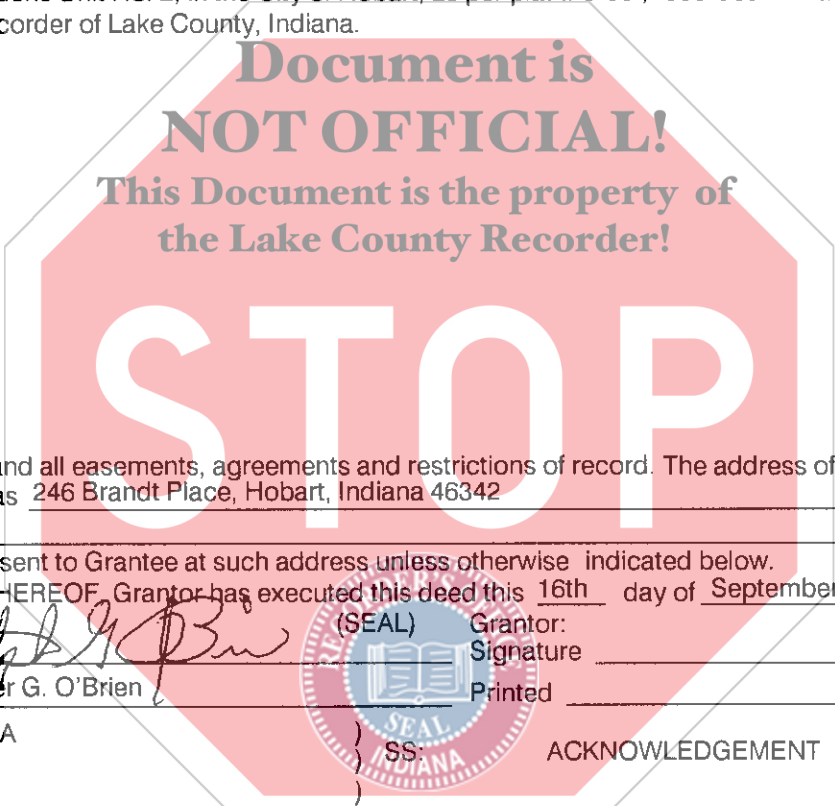 corder of Lake County, Indiana.
Document is
NOT OFFICIAL!
This Document is the property of
the Lake County Recorder!
STOP
and all easements, agreements and restrictions of record. The address of
as 246 Brandt Place, Hobart, Indiana 46342
sent to Grantee at such address unless otherwise indicated below.
HEREOF, Grantor has executed this deed this 16th day of September
(SEAL) Grantor:
Signature
r G. O'Brien Printed
RECORDER'S OFFICE
SEAL
INDIANA
A ) SS: ACKNOWLEDGEMENT
)
)